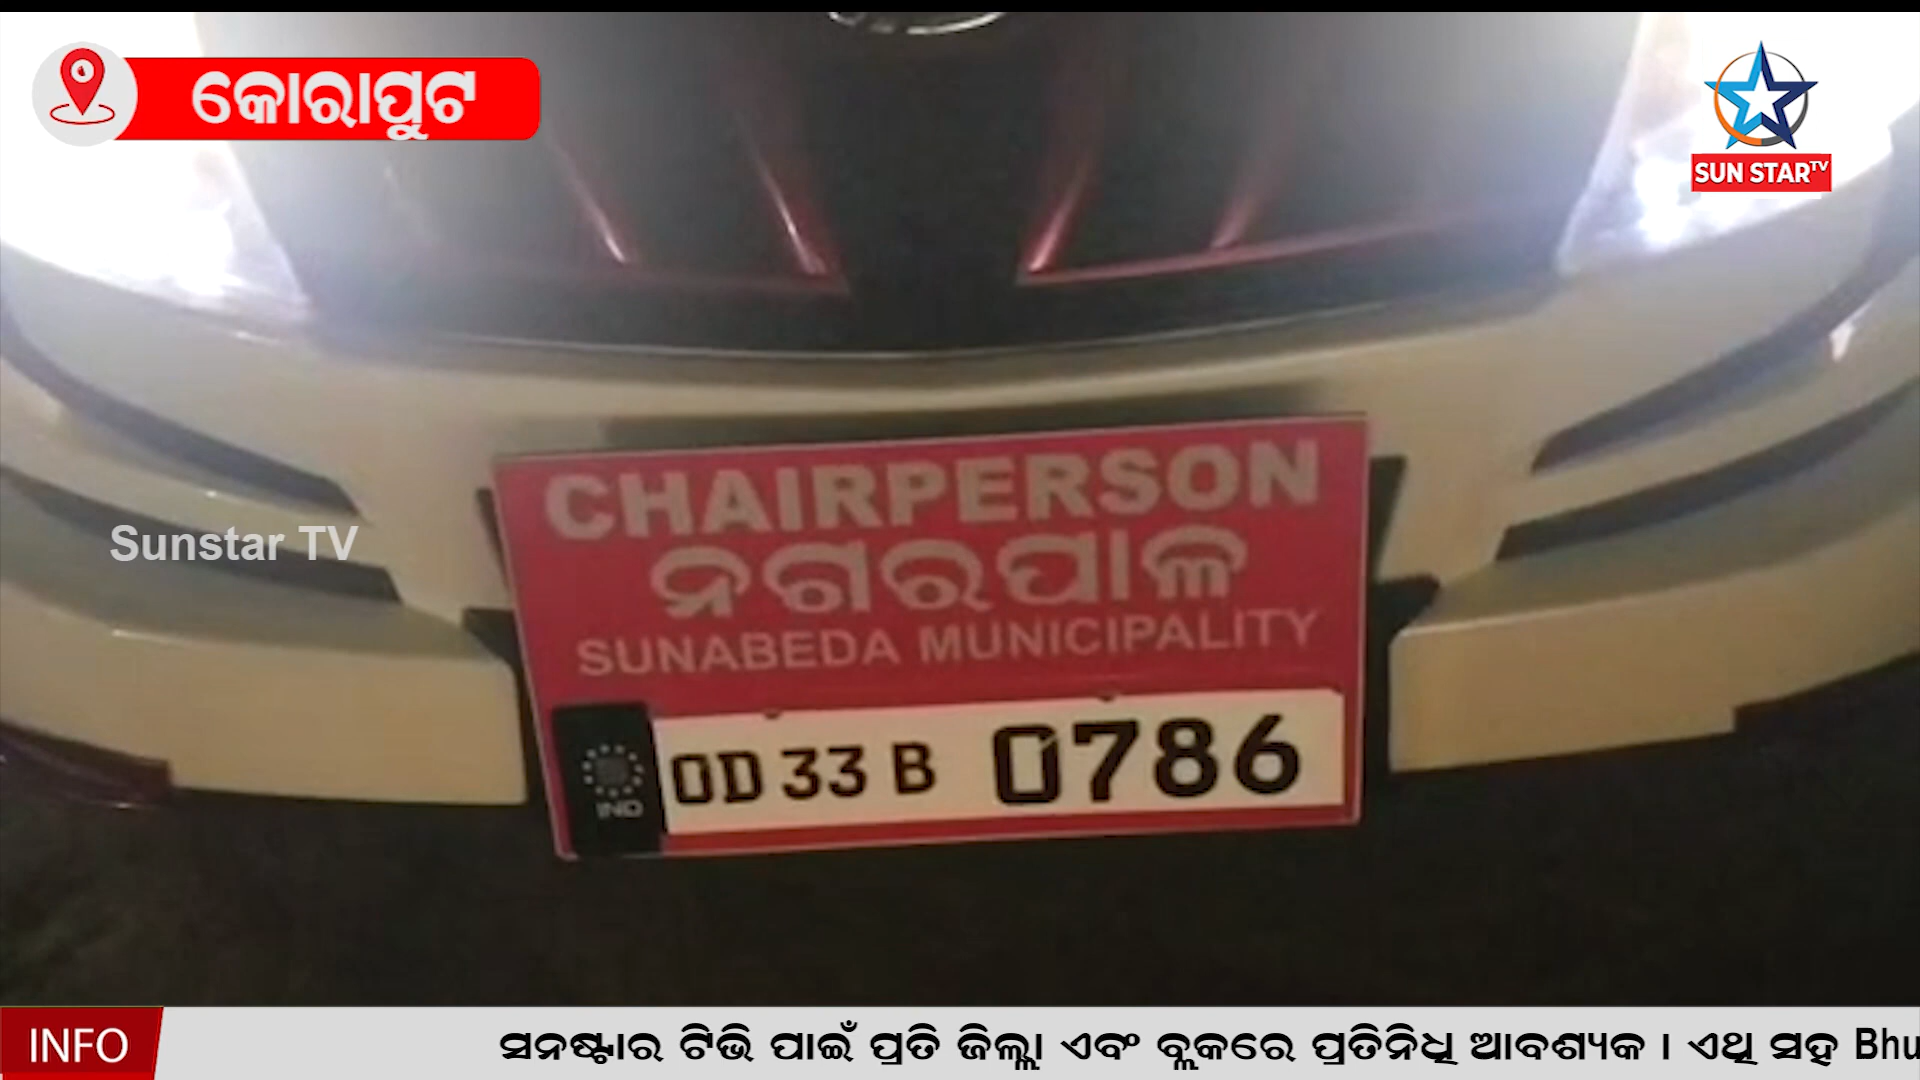 କୋରାପୁଟ
SUN STAR TV
CHAIRPERSON
ନଗରପାଳ
SUNABEDA MUNICIPALITY
IND
OD 33 B 0786
Sunstar TV
INFO
ସନଷ୍ଟାର ଟିଭି ପାଇଁ ପ୍ରତି ଜିଲ୍ଲା ଏବଂ ବ୍ଲକରେ ପ୍ରତିନିଧି ଆବଶ୍ୟକ । ଏଥି ସହ Bhu